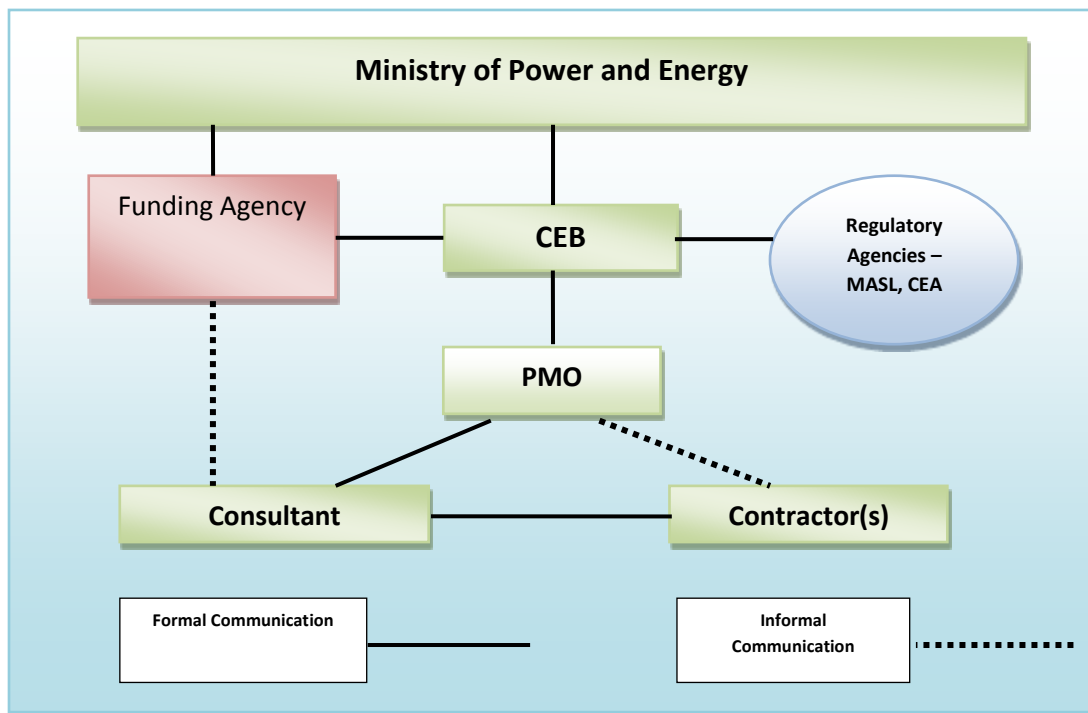 Ministry of Power and Energy
Funding Agency
CEB
Regulatory
Agencies –
MASL, CEA
PMO
Consultant
Contractor(s)
Formal Communication
Informal
Communication